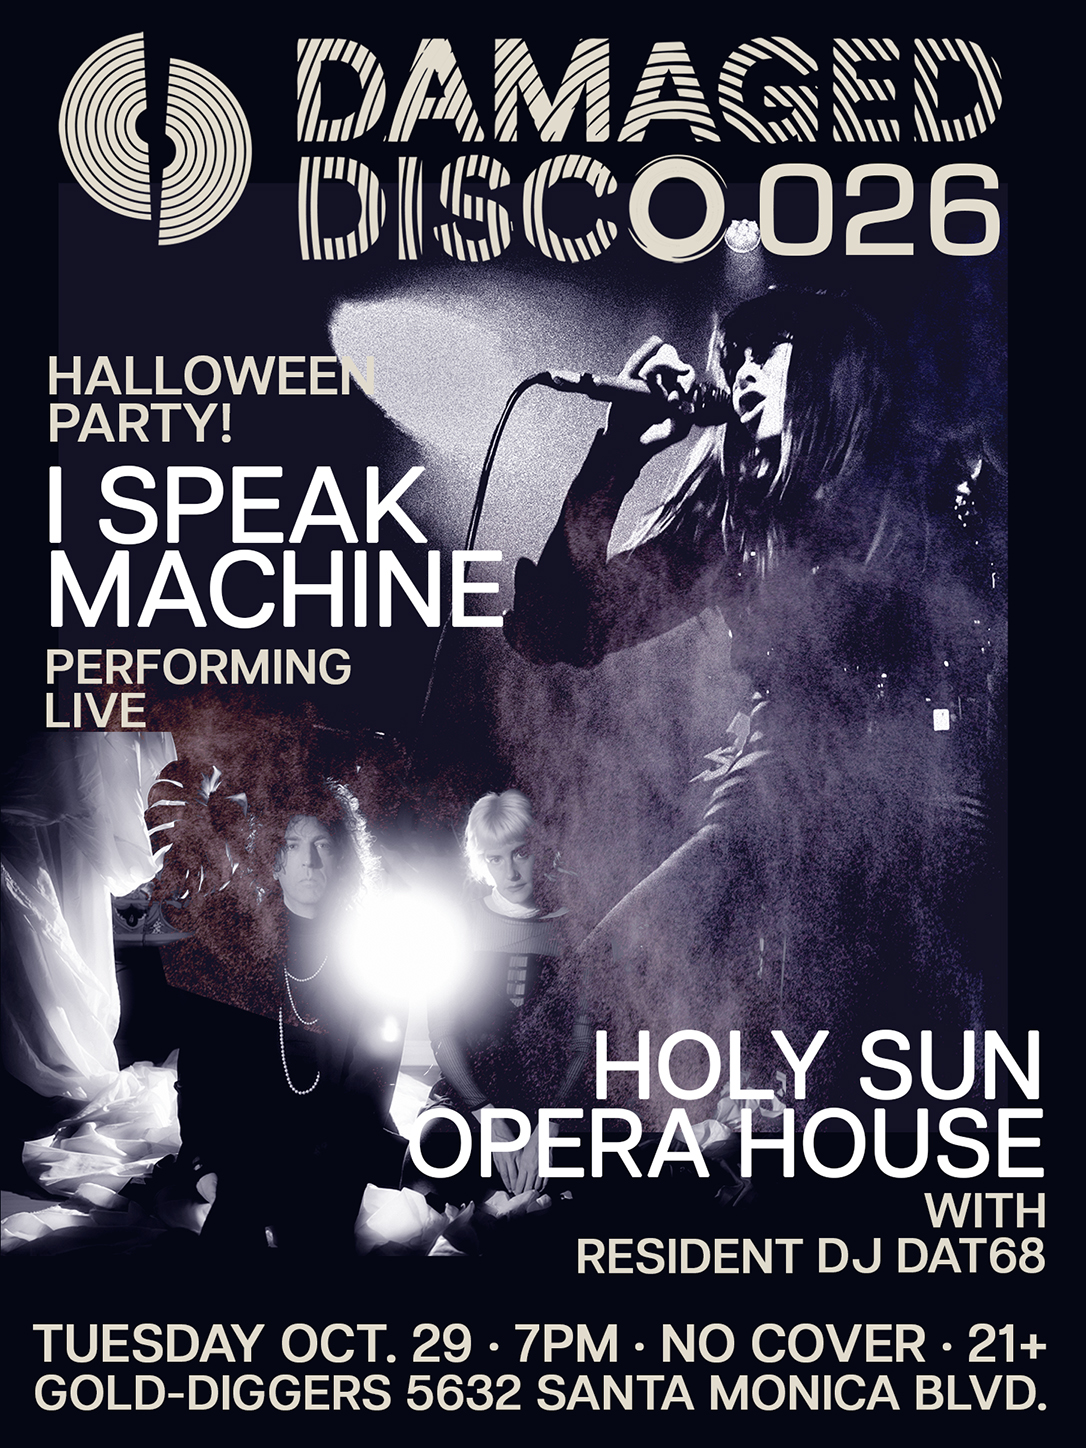 DAMAGED
DISCO.026
HALLOWEEN
PARTY!
I SPEAK
MACHINE
PERFORMING
LIVE
HOLY SUN
OPERA HOUSE
WITH
RESIDENT DJ DAT68
TUESDAY OCT. 29 · 7PM · NO COVER · 21+
GOLD-DIGGERS 5632 SANTA MONICA BLVD.